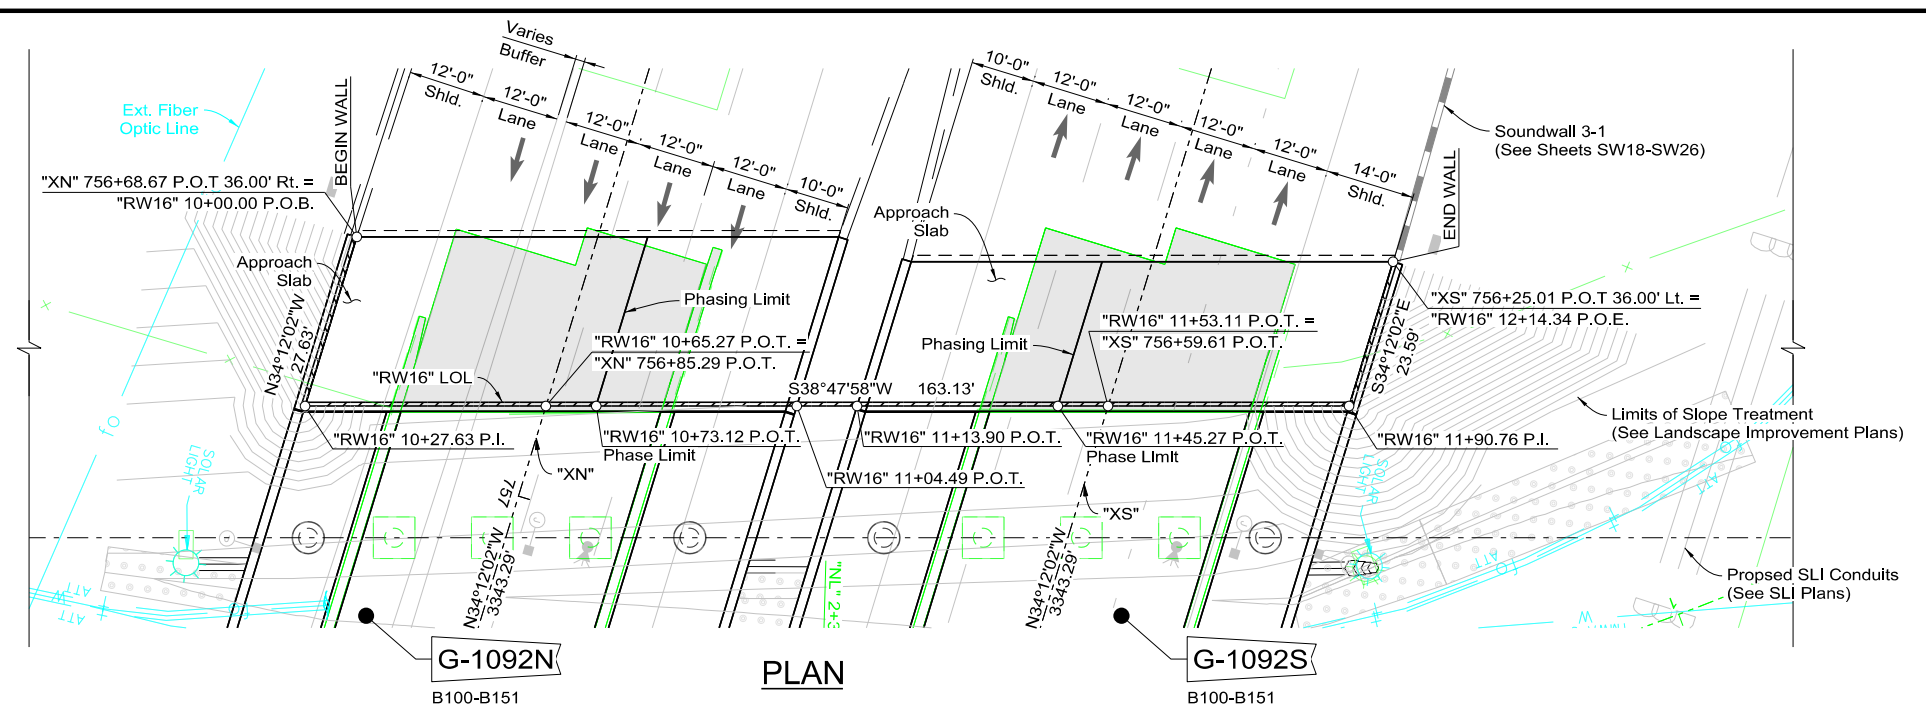 Varies
Buffer
12'-0"
Shld.
12'-0"
Lane
12'-0"
Lane
12'-0"
Lane
12'-0"
Lane
10'-0"
Shld.
10'-0"
Shld.
12'-0"
Lane
12'-0"
Lane
12'-0"
Lane
12'-0"
Lane
14'-0"
Shld.
Ext. Fiber
Optic Line
BEGIN WALL
"XN" 756+68.67 P.O.T 36.00' Rt. =
"RW16" 10+00.00 P.O.B.
Approach
Slab
N34°12'02"W
27.63'
"RW16" LOL
Phasing Limit
"RW16" 10+65.27 P.O.T. =
"XN" 756+85.29 P.O.T.
"RW16" 10+27.63 P.I.
"XN"
757
"RW16" 10+73.12 P.O.T.
Phase Limit
S38°47'58"W 163.13'
"RW16" 11+04.49 P.O.T.
"RW16" 11+13.90 P.O.T.
Approach
Slab
Phasing Limit
"RW16" 11+53.11 P.O.T. =
"XS" 756+59.61 P.O.T.
"RW16" 11+45.27 P.O.T.
Phase LImIt
"XS"
Soundwall 3-1
(See Sheets SW18-SW26)
END WALL
"XS" 756+25.01 P.O.T 36.00' Lt. =
"RW16" 12+14.34 P.O.E.
S34°12'02"E
23.59'
"RW16" 11+90.76 P.I.
Limits of Slope Treatment
(See Landscape Improvement Plans)
SOLAR
LIGHT
SOLAR
LIGHT
N34°12'02"W
3343.29'
N34°12'02"W
3343.29'
"NL" 2+
Propsed SLI Conduits
(See SLI Plans)
ATT
ATT
W
G-1092N
B100-B151
PLAN
G-1092S
B100-B151